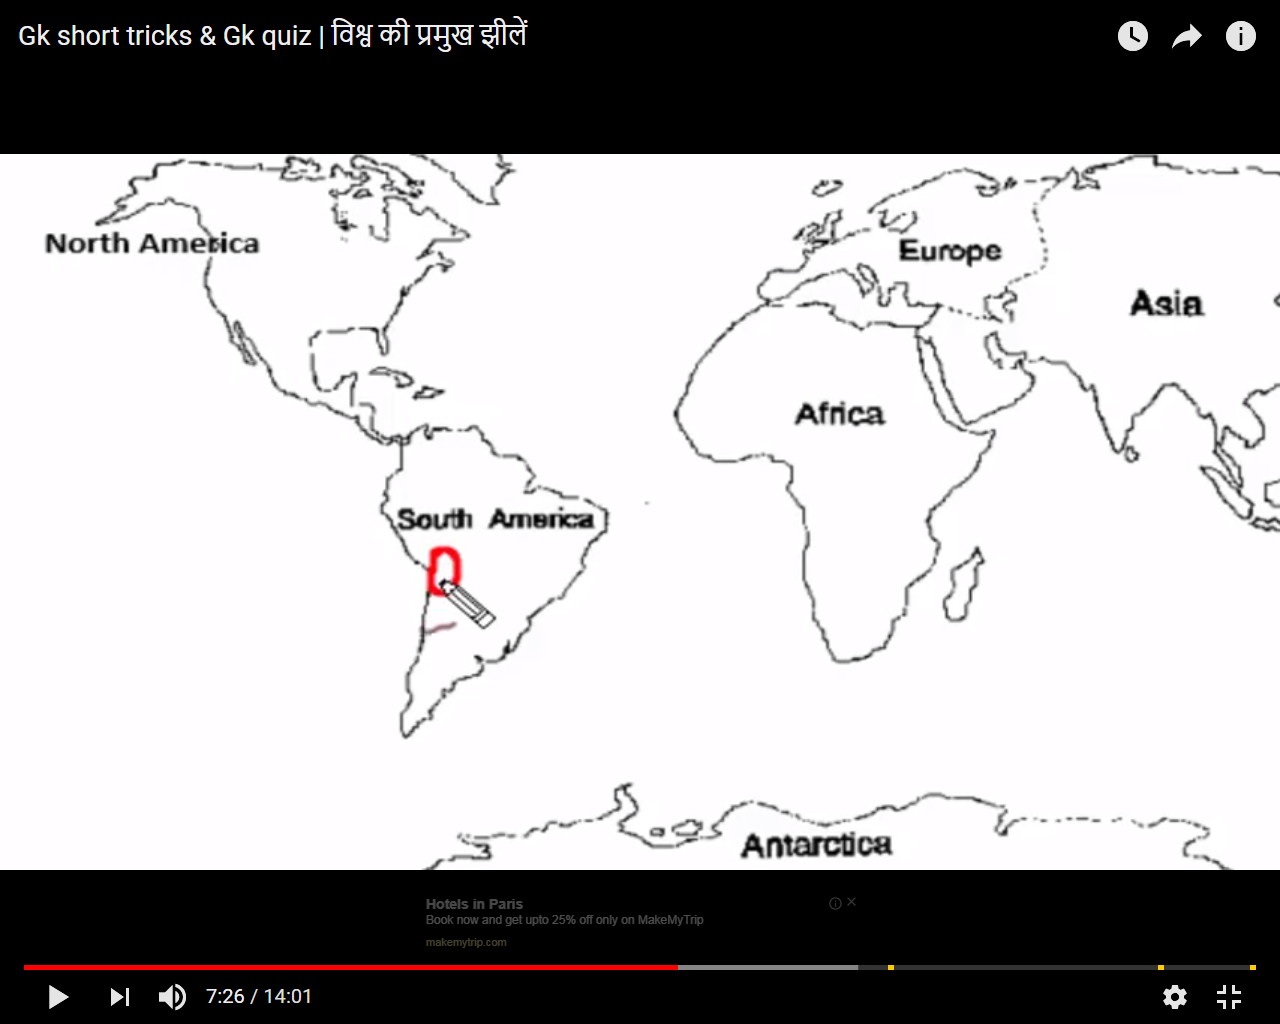 Gk short tricks & Gk quiz | विश्व की प्रमुख झीलें
North America
Europe
Asia
Africa
South America
Antarctica
Hotels in Paris
Book now and get upto 25% off only on MakeMyTrip
makemytrip.com
7:26 / 14:01